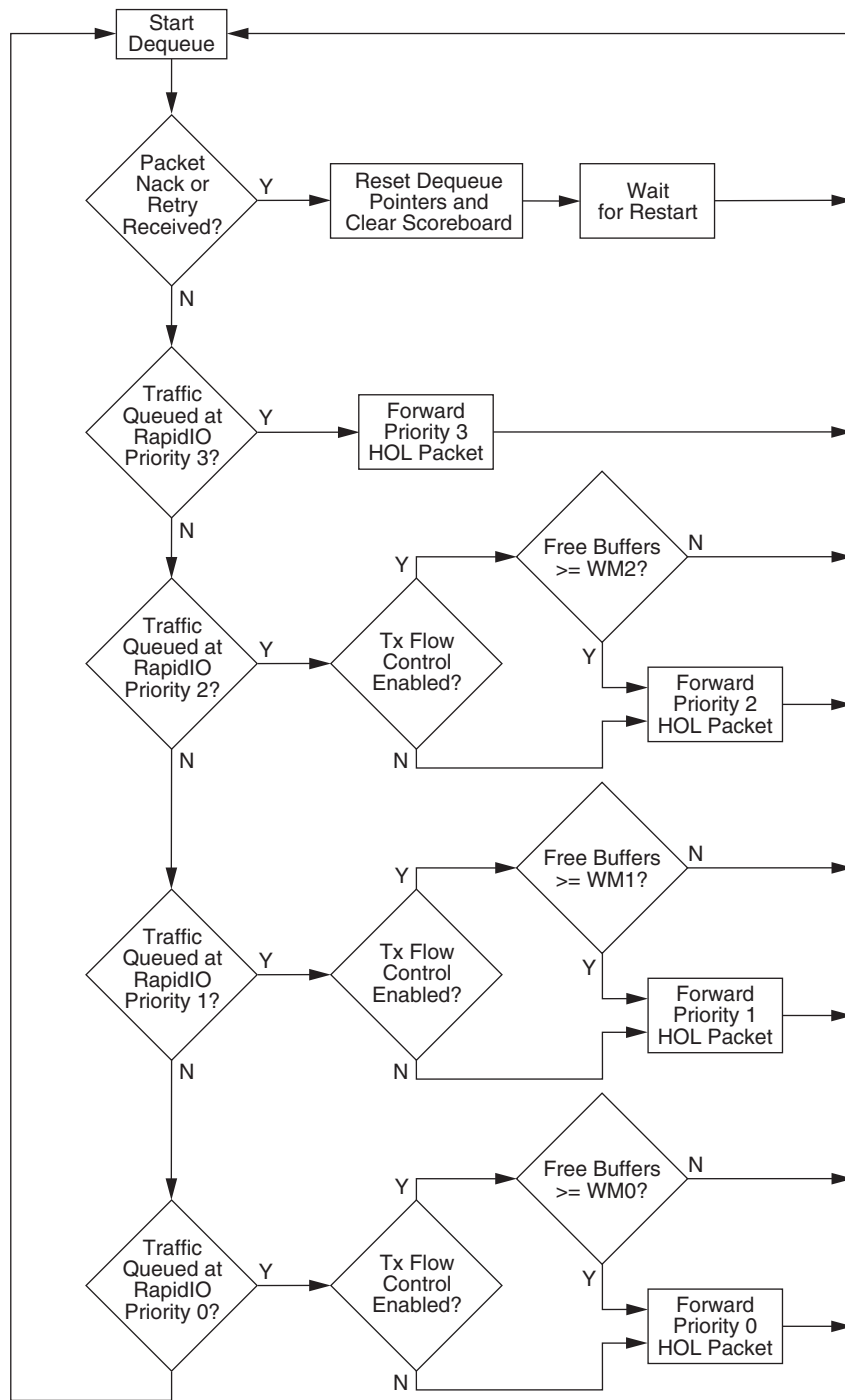 Start
Dequeue
Packet
Nack or
Retry
Received?
Y
Reset Dequeue
Pointers and
Clear Scoreboard
Wait
for Restart
N
Traffic
Queued at
RapidIO
Priority 3?
Y
Forward
Priority 3
HOL Packet
N
Traffic
Queued at
RapidIO
Priority 2?
Y
Tx Flow
Control
Enabled?
Y
Free Buffers
>= WM2?
N
Y
Forward
Priority 2
HOL Packet
N
N
Traffic
Queued at
RapidIO
Priority 1?
Y
Tx Flow
Control
Enabled?
Y
Free Buffers
>= WM1?
N
Y
Forward
Priority 1
HOL Packet
N
N
Traffic
Queued at
RapidIO
Priority 0?
Y
Tx Flow
Control
Enabled?
Y
Free Buffers
>= WM0?
N
Y
Forward
Priority 0
HOL Packet
N